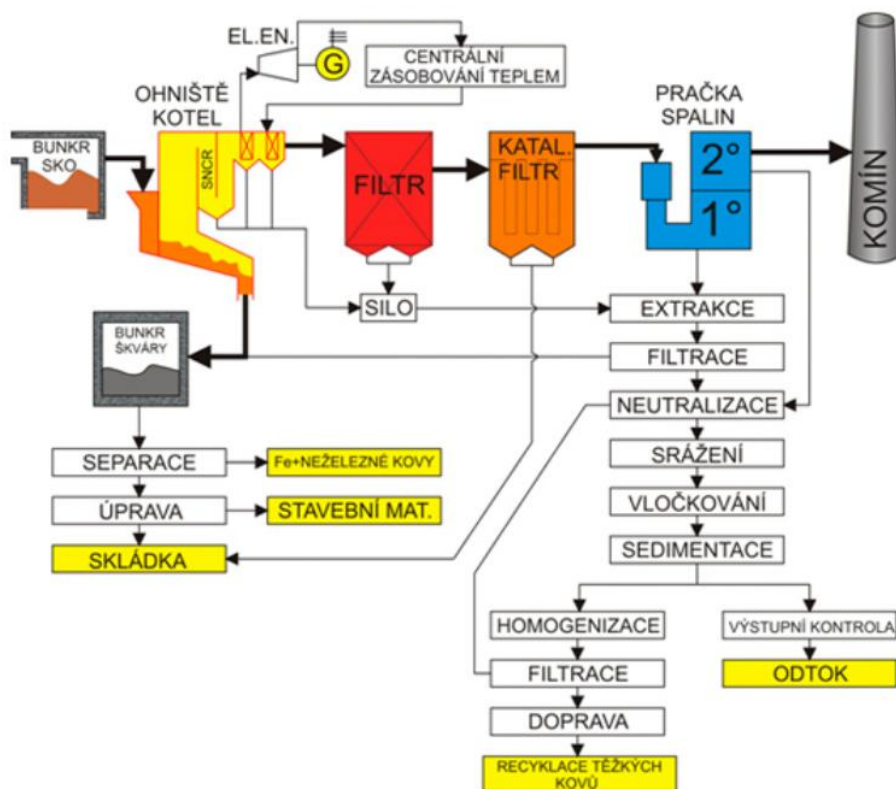 EL.EN.
G
CENTRÁLNÍ
ZÁSOBOVÁNÍ TEPLEM
OHNIŠTĚ
KOTEL
PRAČKA
SPALIN
BUNKR
SKO
SNCR
FILTR
KATAL.
FILTR
2°
1°
KOMÍN
SILO
EXTRAKCE
BUNKR
ŠKVÁRY
FILTRACE
NEUTRALIZACE
SEPARACE
Fe+NEŽELEZNÉ KOVY
SRÁŽENÍ
ÚPRAVA
STAVEBNÍ MAT.
VLOČKOVÁNÍ
SKLÁDKA
SEDIMENTACE
HOMOGENIZACE
VÝSTUPNÍ KONTROLA
FILTRACE
ODTOK
DOPRAVA
RECYKLACE TĚŽKÝCH
KOVŮ